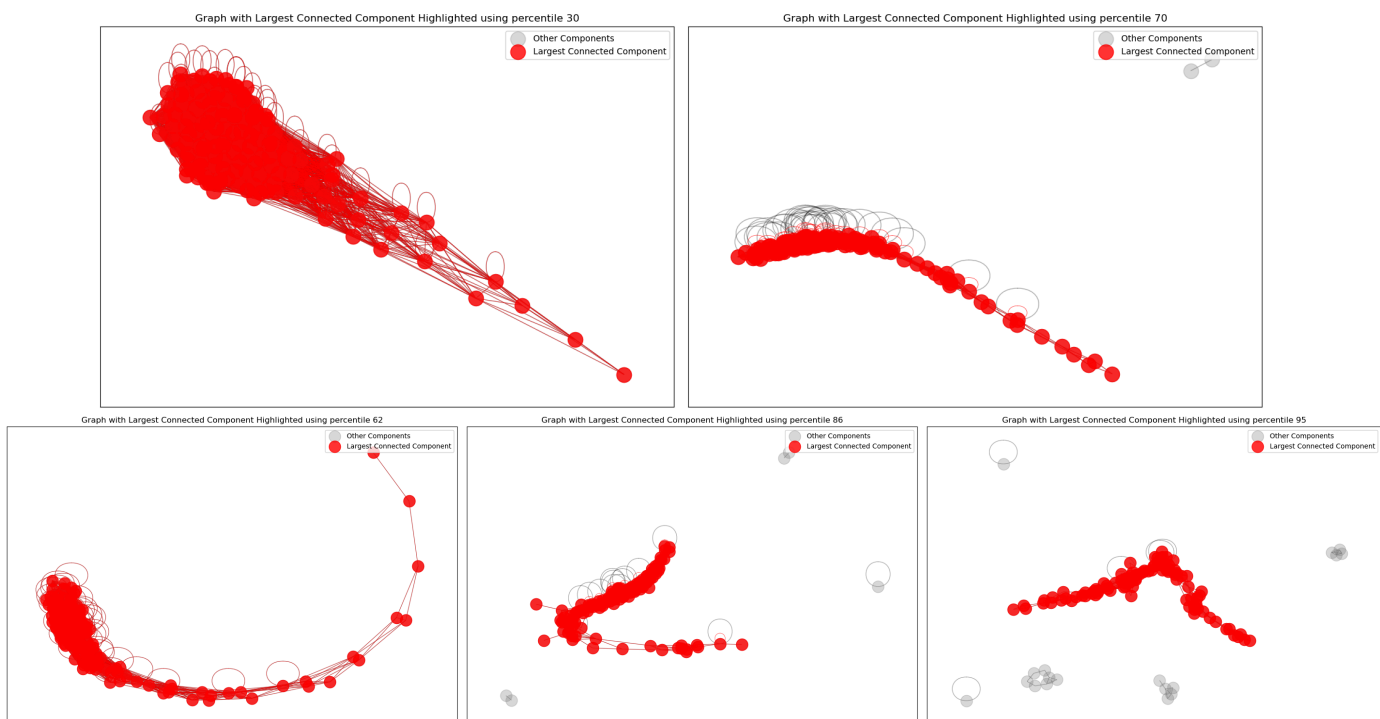 Graph with Largest Connected Component Highlighted using percentile 30
Other Components
Largest Connected Component
Graph with Largest Connected Component Highlighted using percentile 70
Other Components
Largest Connected Component
Graph with Largest Connected Component Highlighted using percentile 62
Other Components
Largest Connected Component
Graph with Largest Connected Component Highlighted using percentile 86
Other Components
Largest Connected Component
Graph with Largest Connected Component Highlighted using percentile 95
Other Components
Largest Connected Component